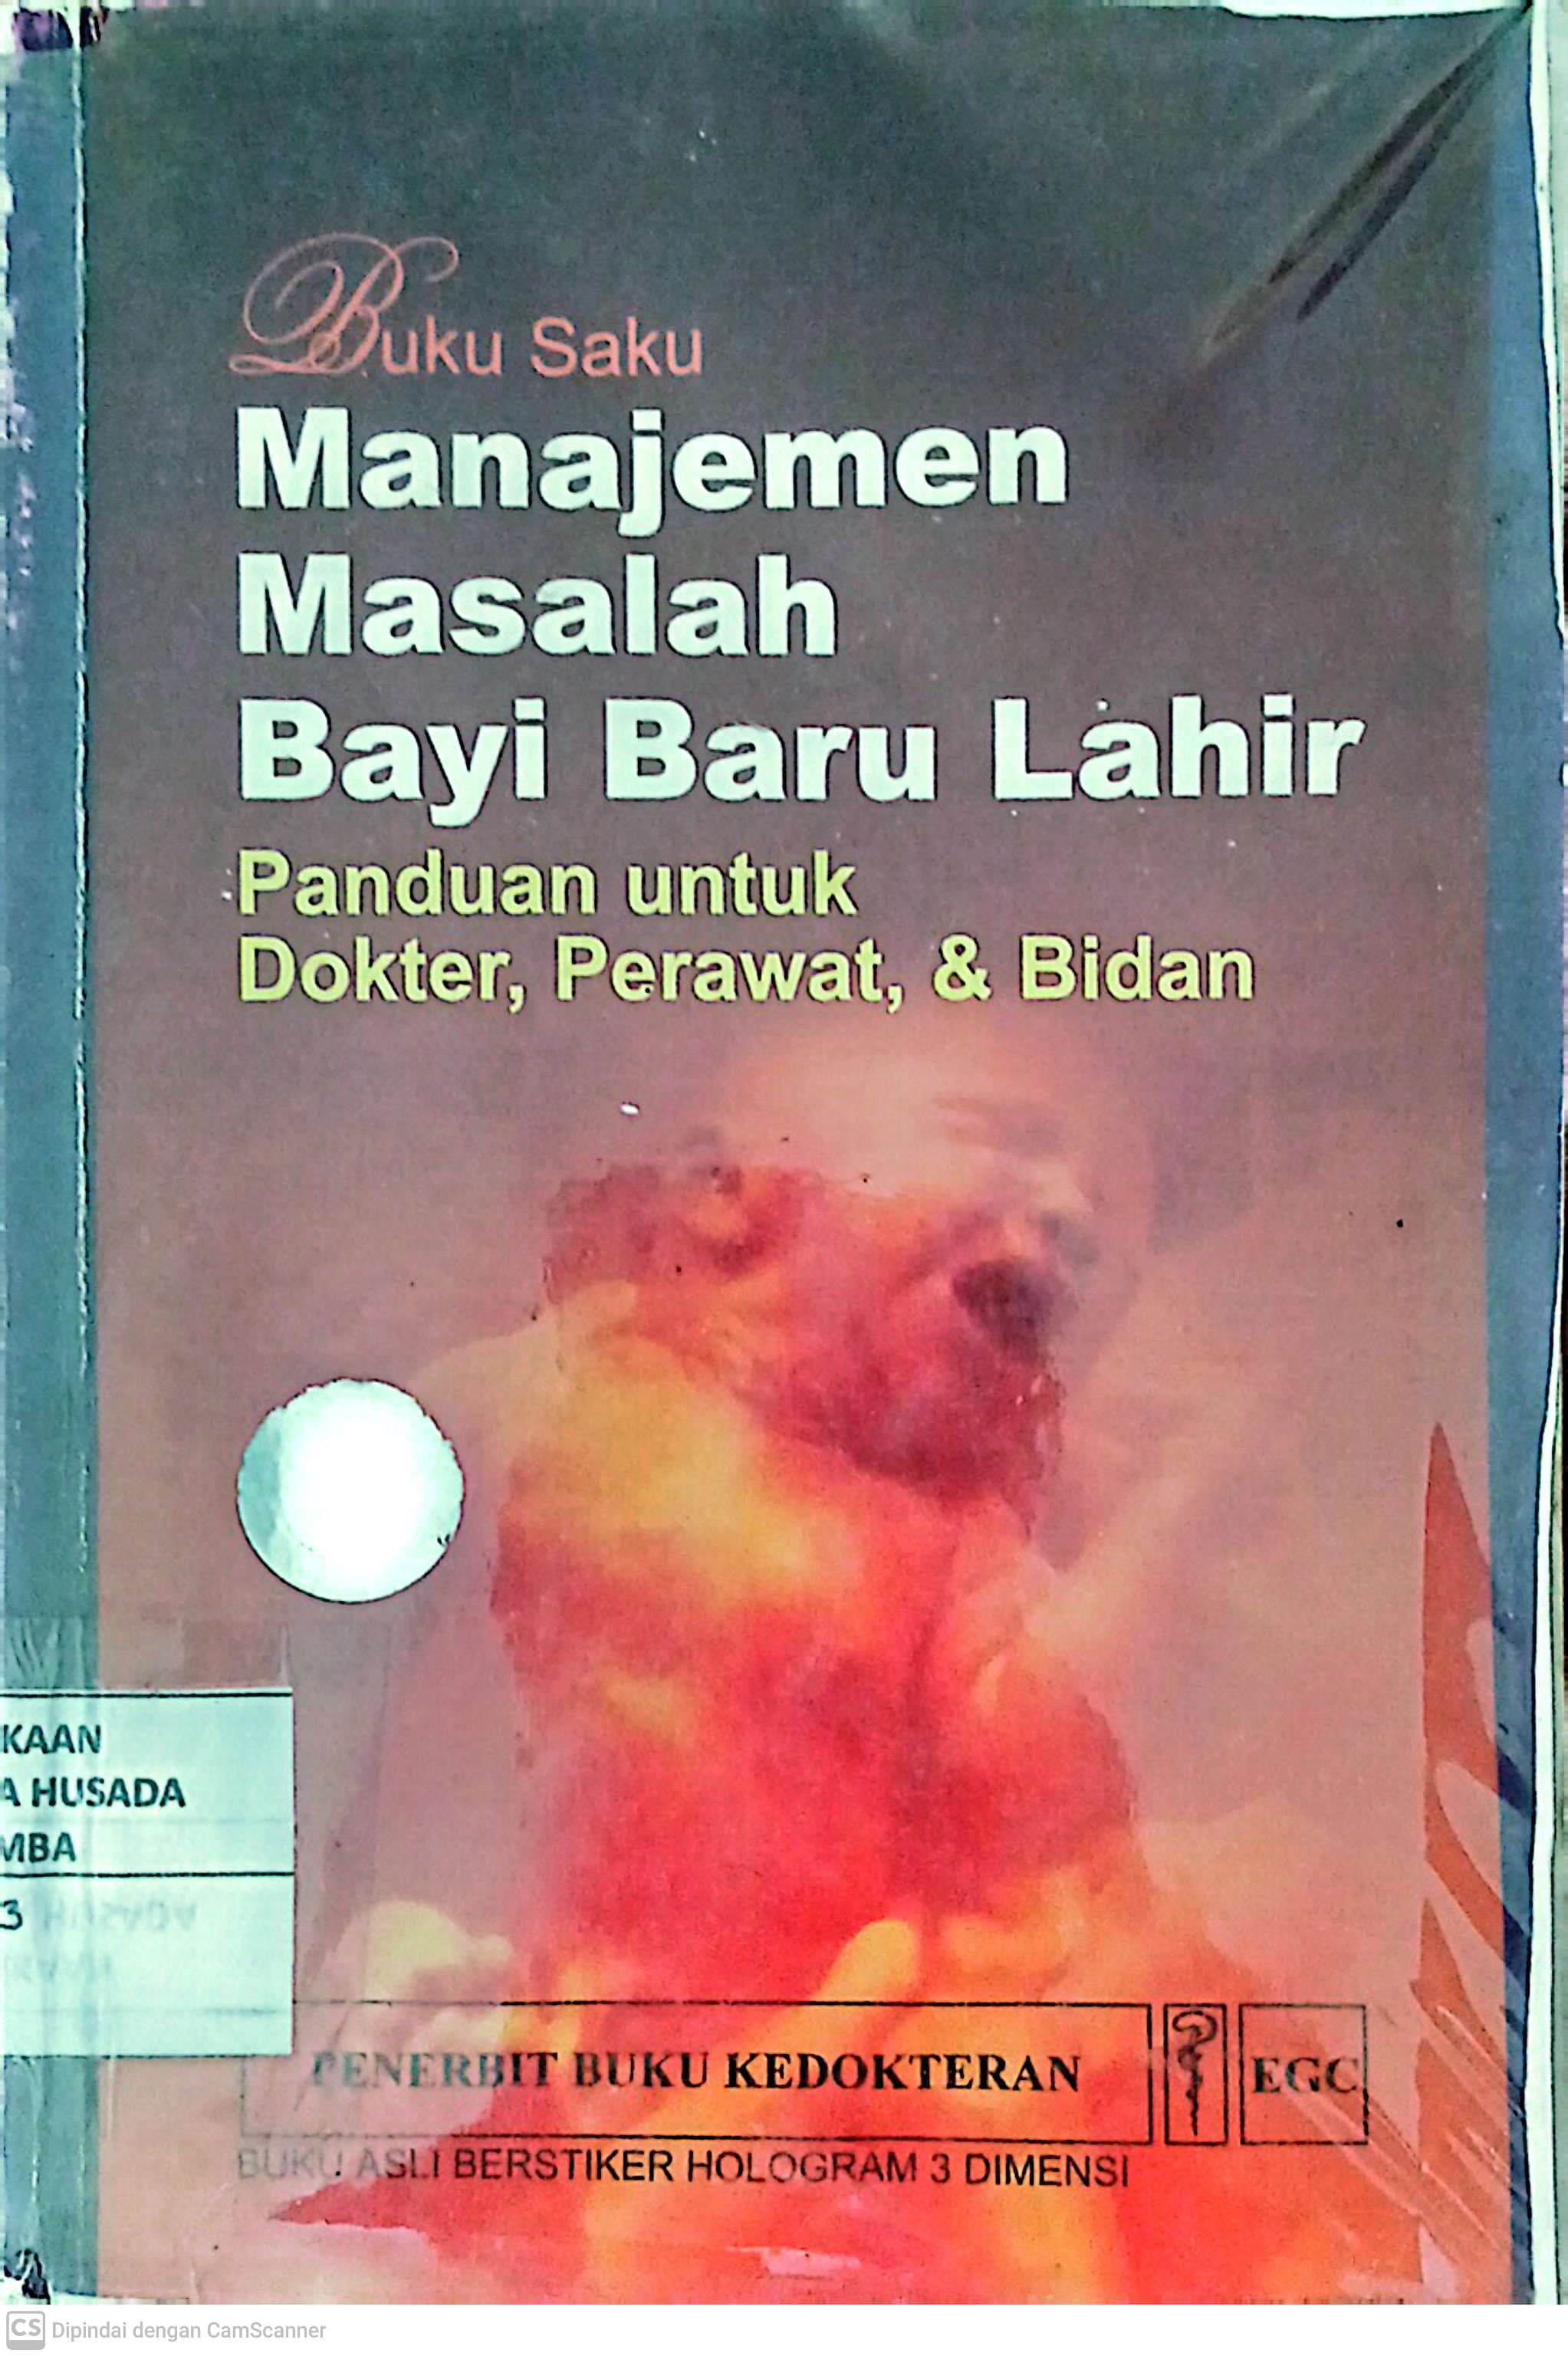 Buku Saku
Manajemen
Masalah
Bayi Baru Lahir
Panduan untuk
Dokter, Perawat, & Bidan
KAAN
A HUSADA
MBA
3
PENERBIT BUKU KEDOKTERAN
EGC
BUKU ASLI BERSTIKER HOLOGRAM 3 DIMENSI
CS Dipindai dengan CamScanner